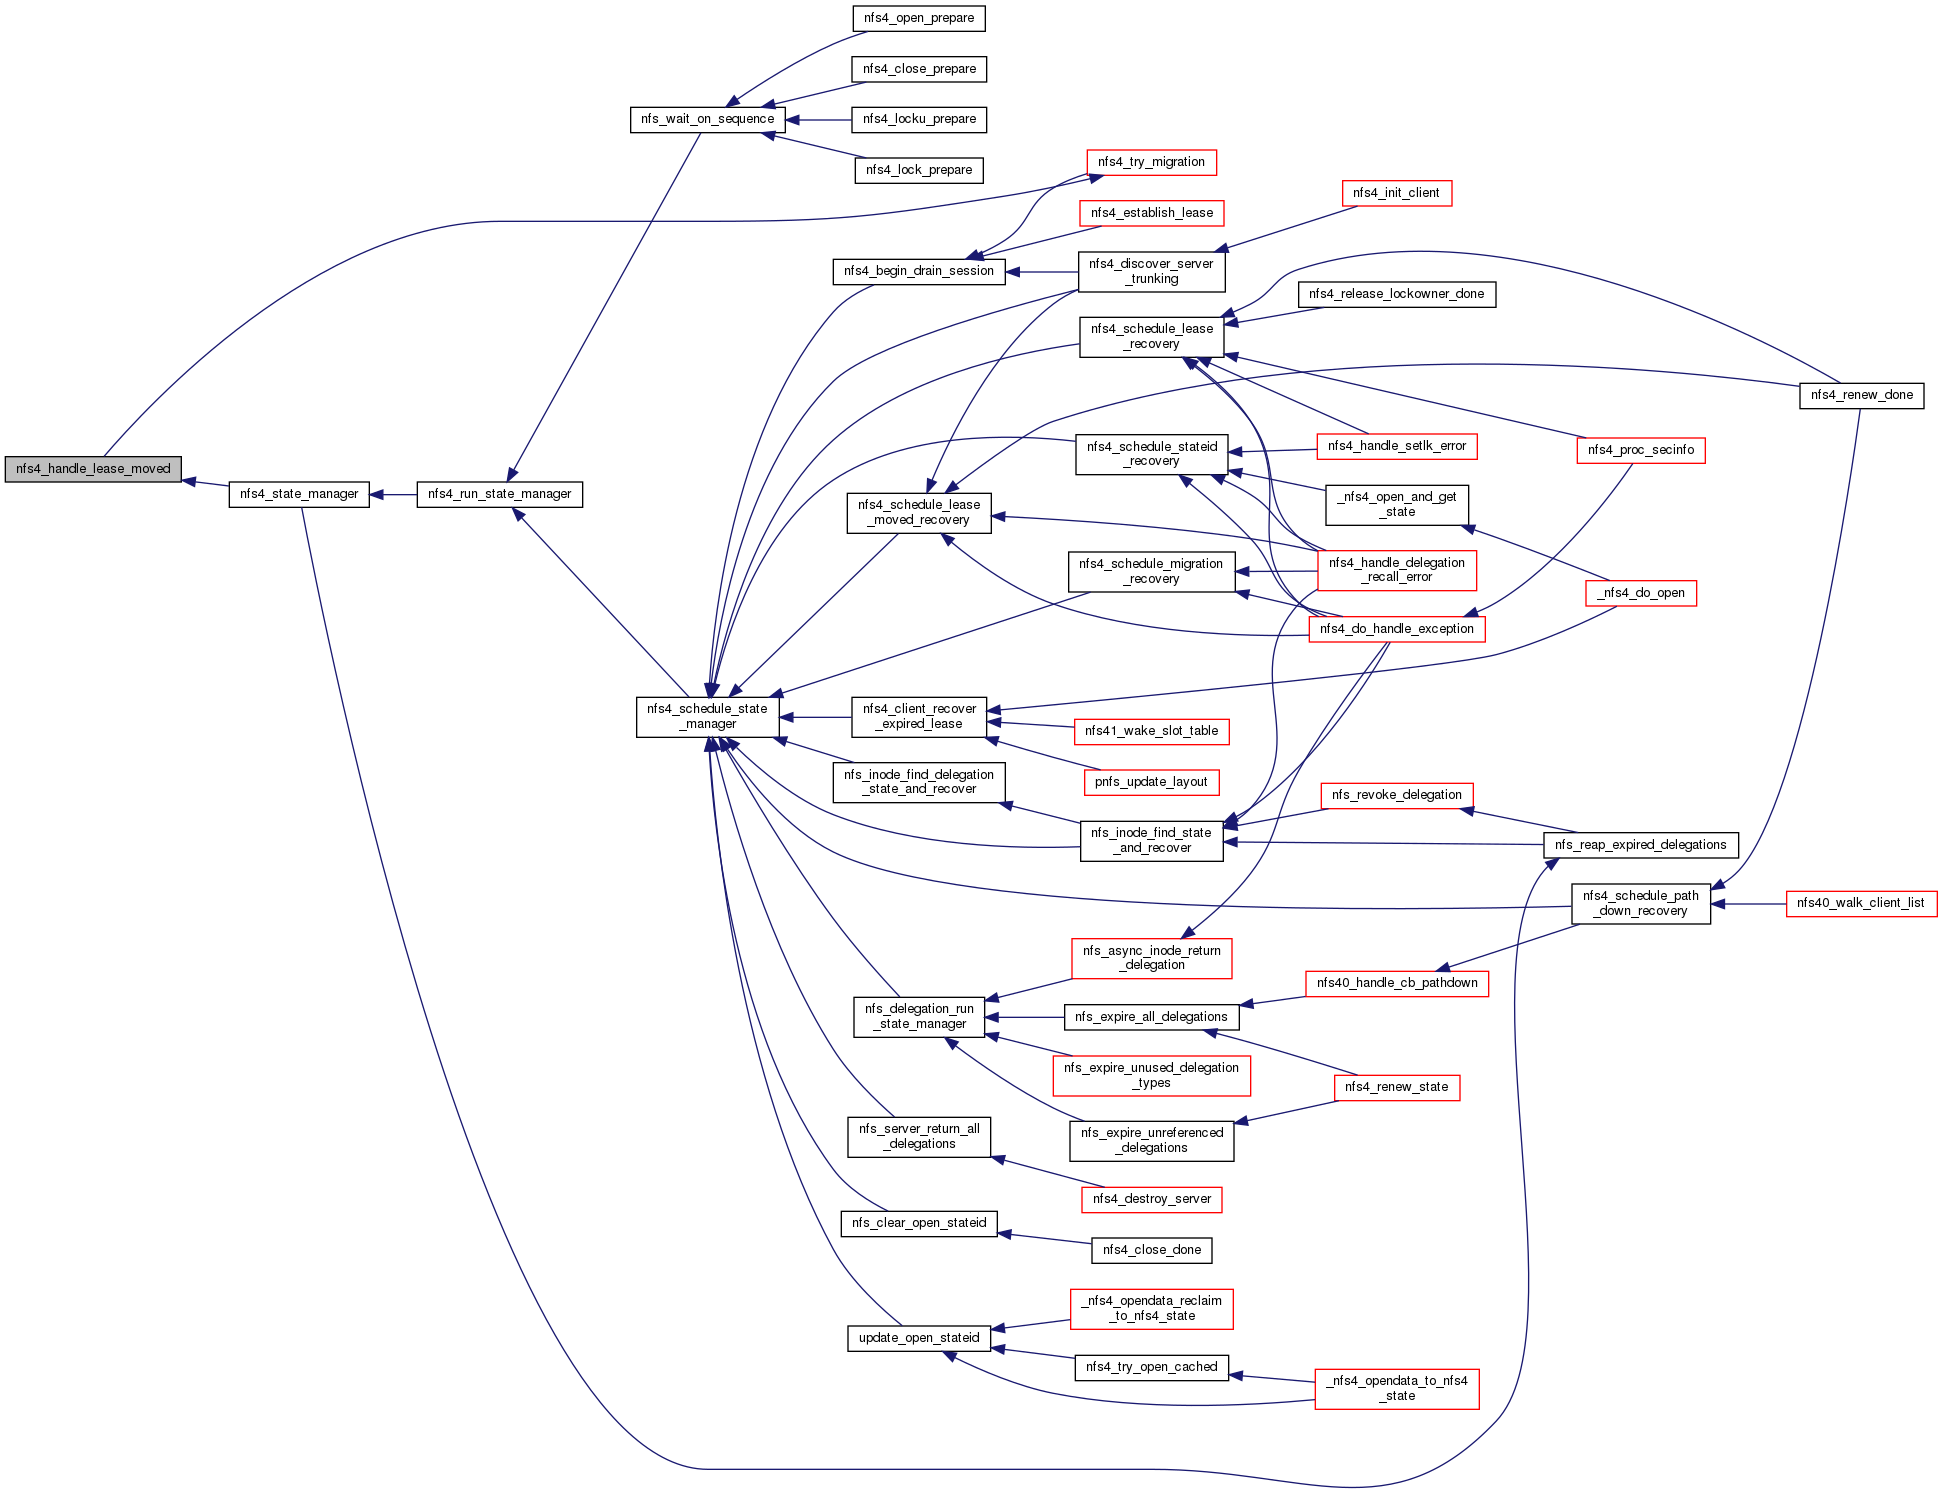 nfs4_open_prepare
nfs4_close_prepare
nfs_wait_on_sequence
nfs4_locku_prepare
nfs4_lock_prepare
nfs4_try_migration
nfs4_init_client
nfs4_establish_lease
nfs4_begin_drain_session
nfs4_discover_server
_trunking
nfs4_release_lockowner_done
nfs4_schedule_lease
_recovery
nfs4_renew_done
nfs4_schedule_stateid
_recovery
nfs4_handle_setlk_error
nfs4_proc_secinfo
nfs4_handle_lease_moved
nfs4_state_manager
nfs4_run_state_manager
nfs4_schedule_lease
_moved_recovery
_nfs4_open_and_get
_state
nfs4_schedule_migration
_recovery
nfs4_handle_delegation
_recall_error
_nfs4_do_open
nfs4_do_handle_exception
nfs4_schedule_state
_manager
nfs4_client_recover
_expired_lease
nfs41_wake_slot_table
nfs_inode_find_delegation
_state_and_recover
pnfs_update_layout
nfs_revoke_delegation
nfs_inode_find_state
_and_recover
nfs_reap_expired_delegations
nfs4_schedule_path
_down_recovery
nfs40_walk_client_list
nfs_async_inode_return
_delegation
nfs40_handle_cb_pathdown
nfs_delegation_run
_state_manager
nfs_expire_all_delegations
nfs_expire_unused_delegation
_types
nfs4_renew_state
nfs_server_return_all
_delegations
nfs_expire_unreferenced
_delegations
nfs4_destroy_server
nfs_clear_open_stateid
nfs4_close_done
_nfs4_opendata_reclaim
_to_nfs4_state
update_open_stateid
nfs4_try_open_cached
_nfs4_opendata_to_nfs4
_state